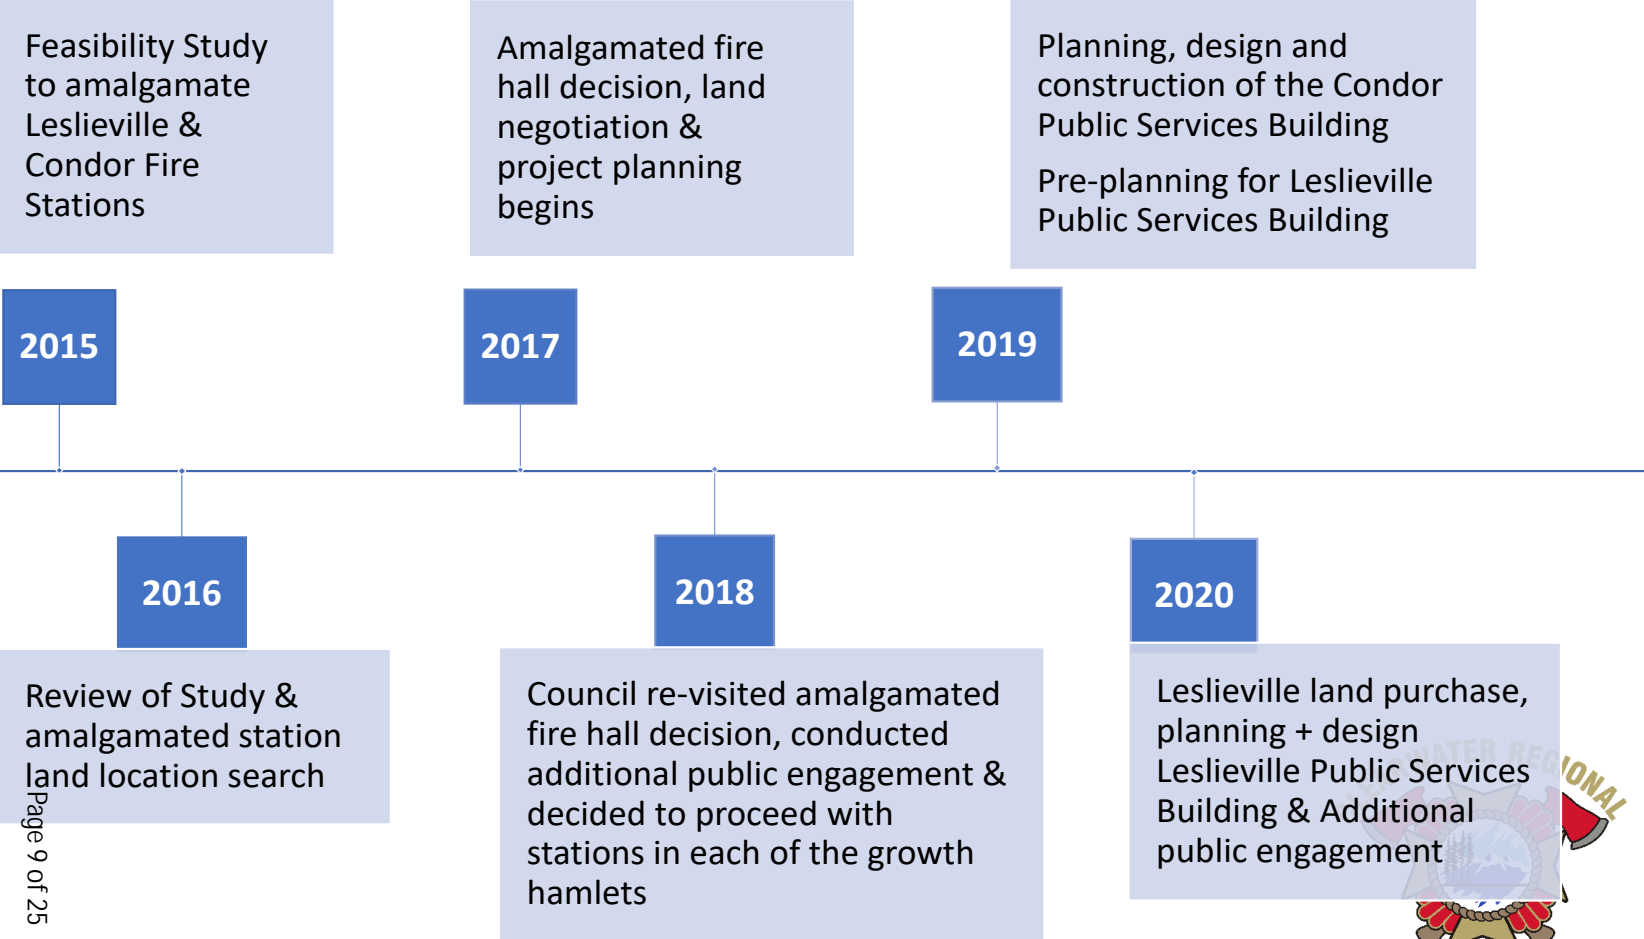 Feasibility Study
to amalgamate
Leslieville &
Condor Fire
Stations
Amalgamated fire
hall decision, land
negotiation &
project planning
begins
Planning, design and
construction of the Condor
Public Services Building
Pre-planning for Leslieville
Public Services Building
2015
2017
2019
2016
2018
2020
Review of Study &
amalgamated station
land location search
Council re-visited amalgamated
fire hall decision, conducted
additional public engagement &
decided to proceed with
stations in each of the growth
hamlets
Leslieville land purchase,
planning + design
Leslieville Public Services
Building & Additional
public engagement
REGIONAL
Page 9 of 25